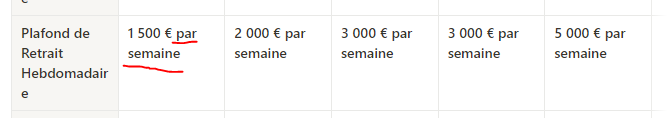 e
Plafond de
Retrait
Hebdomadair
e
1 500 € par
semaine
2 000 € par
semaine
3 000 € par
semaine
3 000 € par
semaine
5 000 € par
semaine